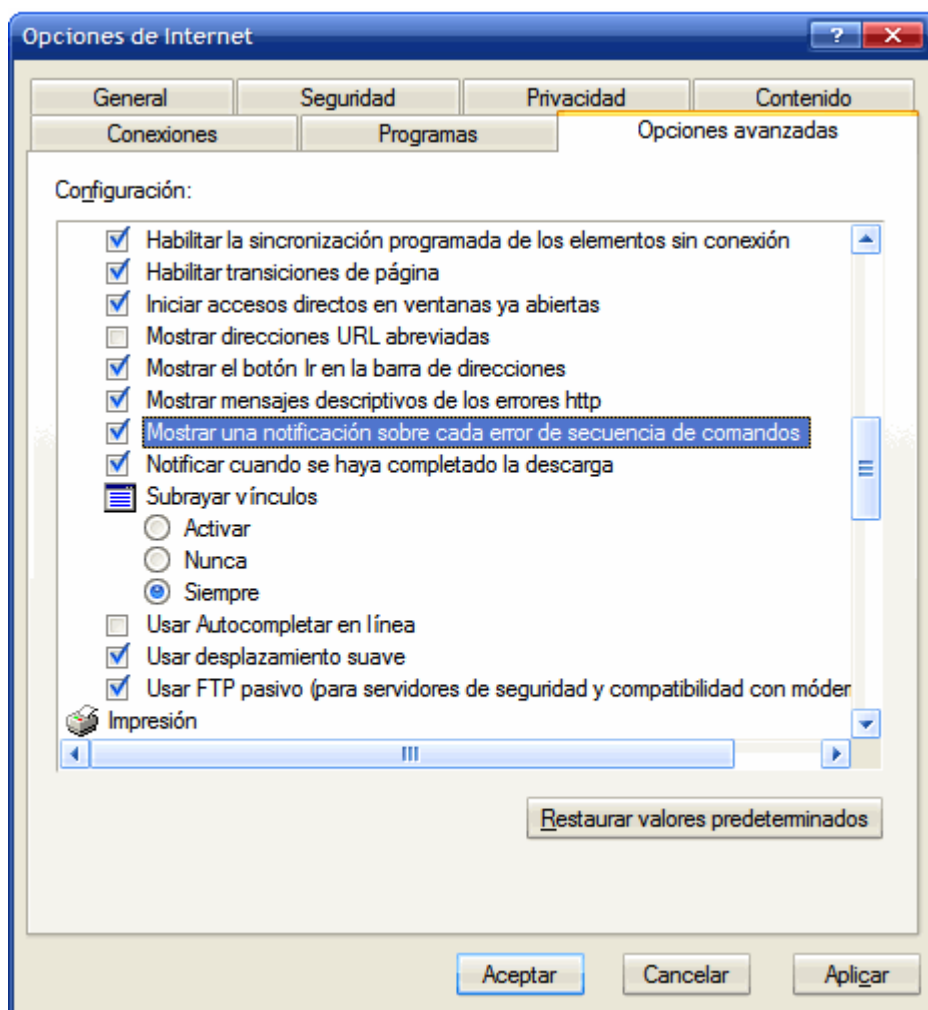 Opciones de Internet
General
Seguridad
Privacidad
Contenido
Conexiones
Programas
Opciones avanzadas
Configuración:
Habilitar la sincronización programada de los elementos sin conexión
Habilitar transiciones de página
Iniciar accesos directos en ventanas ya abiertas
Mostrar direcciones URL abreviadas
Mostrar el botón Ir en la barra de direcciones
Mostrar mensajes descriptivos de los errores http
Mostrar una notificación sobre cada error de secuencia de comandos
Notificar cuando se haya completado la descarga
Subrayar vínculos
Activar
Nunca
Siempre
Usar Autocompletar en línea
Usar desplazamiento suave
Usar FTP pasivo (para servidores de seguridad y compatibilidad con móder
Impresión
Restaurar valores predeterminados
Aceptar
Cancelar
Aplicar